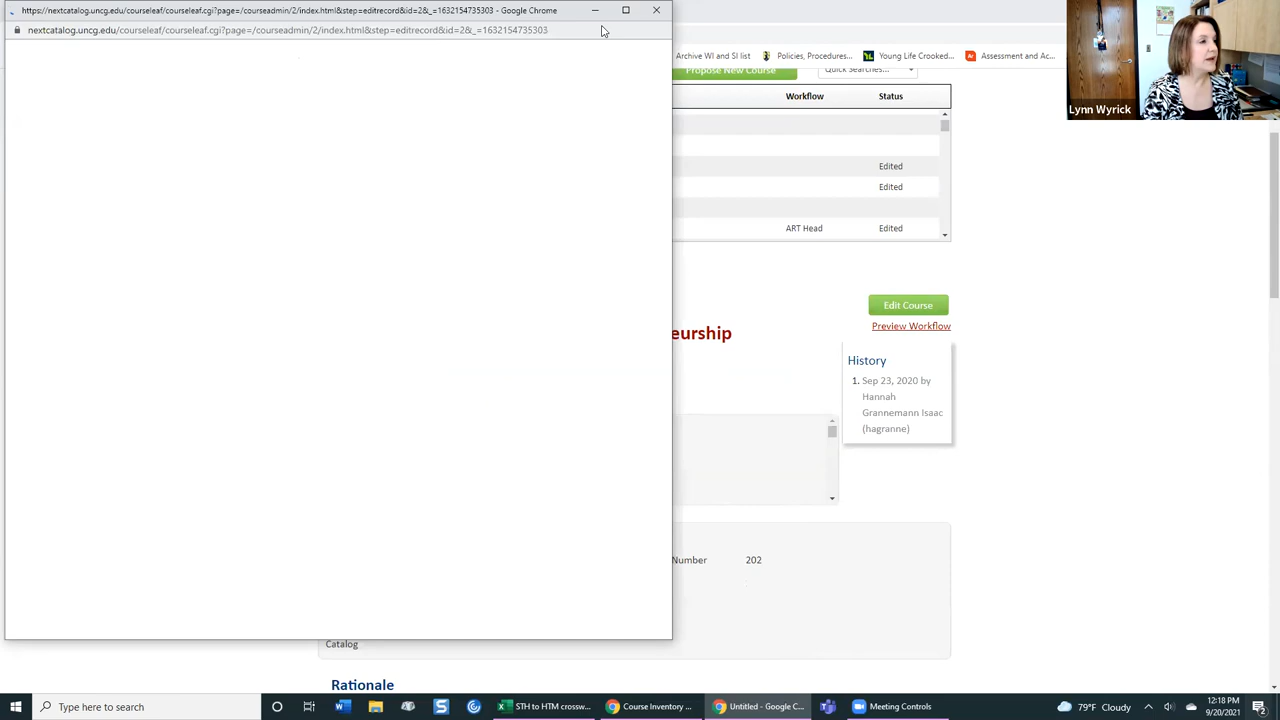 https://nextcatalog.uncg.edu/courseleaf/courseleaf.cgi?page=/courseadmin/2/index.html&step=editrecord&id=2&_=1632154735303 - Google Chrome
nextcatalog.uncg.edu/courseleaf/courseleaf.cgi?page=/courseadmin/2/index.html&step=editrecord&id=2&_=1632154735303
Archive WI and SI list
Policies, Procedures...
Young Life Crooked...
Assessment and Ac...
Lynn Wyrick
Propose New Course
Quick Searches...
Workflow
Status
Edited
Edited
ART Head
Edited
Edit Course
Preview Workflow
eurship
History
1. Sep 23, 2020 by
Hannah
Grannemann Isaac
(hagranne)
Number
202
Catalog
Rationale
Type here to search
STH to HTM crossw...
Course Inventory ...
Untitled - Google C...
Meeting Controls
79°F Cloudy
12:18 PM
9/20/2021
2